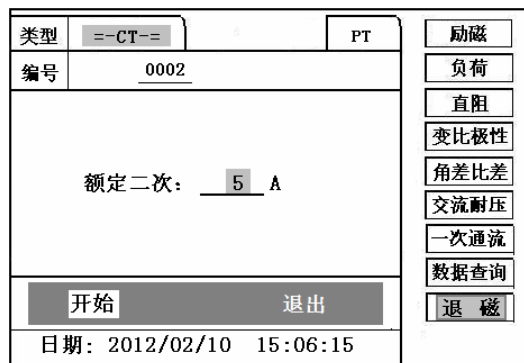 类型 =-CT-= PT
编号 0002
额定二次: 5 A
开始 退出
日期: 2012/02/10 15:06:15
励磁
负荷
直阻
变比极性
角差比差
交流耐压
一次通流
数据查询
退 磁